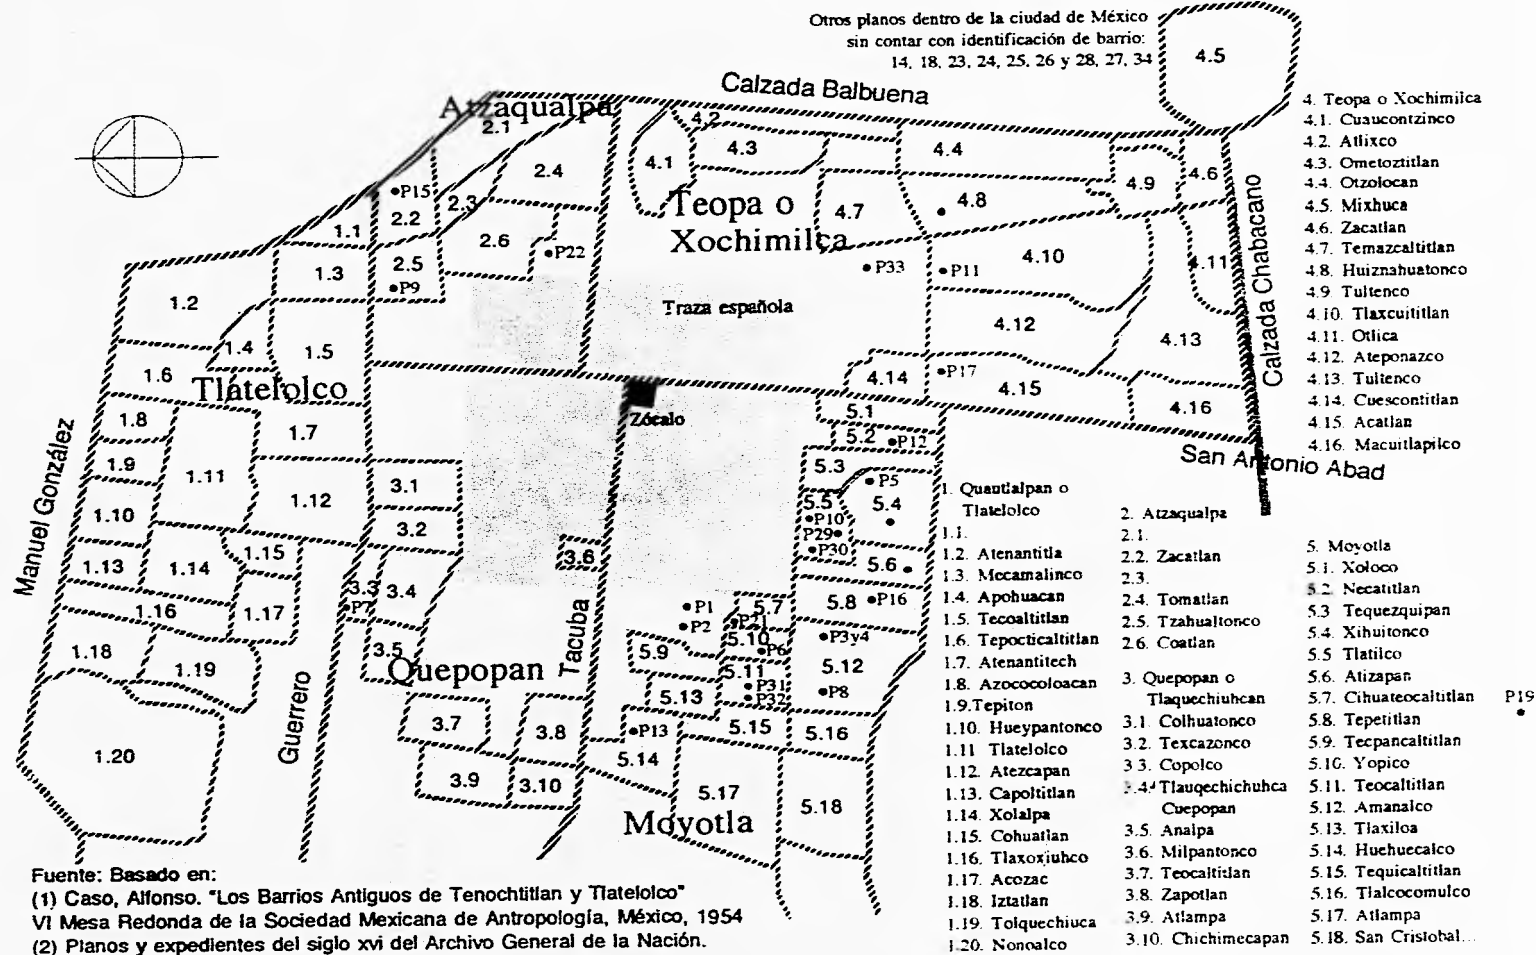 Otros planos dentro de la ciudad de México
sin contar con identificación de barrio:
14, 18, 23, 24, 25, 26 y 28, 27, 34
Calzada Balbuena
Atzaqualpa
Teopa o
Xochimilca
Traza española
Tlatelolco
Zócalo
Calzada Chabacano
San Antonio Abad
Manuel González
Guerrero
Tacuba
Quepopan
Moyotla
1.1
1.2
1.3
1.4
1.5
1.6
1.7
1.8
1.9
1.10
1.11
1.12
1.13
1.14
1.15
1.16
1.17
1.18
1.19
1.20
2.1
2.2
2.3
2.4
2.5
2.6
3.1
3.2
3.3
3.4
3.5
3.6
3.7
3.8
3.9
3.10
4.1
4.2
4.3
4.4
4.5
4.6
4.7
4.8
4.9
4.10
4.11
4.12
4.13
4.14
4.15
4.16
5.1
5.2
5.3
5.4
5.5
5.6
5.7
5.8
5.9
5.10
5.11
5.12
5.13
5.14
5.15
5.16
5.17
5.18
P15
P9
P22
P33
P11
P17
P12
P5
P10
P29
P30
P16
P1
P2
P21
P6
P3y4
P31
P32
P8
P13
P7
P19
4. Teopa o Xochimilca
4.1. Cuaucontzinco
4.2. Atlixco
4.3. Ometoztitlan
4.4. Otzolocan
4.5. Mixhuca
4.6. Zacatlan
4.7. Temazcaltitlan
4.8. Huiznahuatonco
4.9. Tultenco
4.10. Tlaxcuititlan
4.11. Otlica
4.12. Ateponazco
4.13. Tultenco
4.14. Cuescontitlan
4.15. Acatlan
4.16. Macuitlapilco
1. Quautlalpan o
Tlatelolco
1.1.
1.2. Atenantitla
1.3. Mecamalinco
1.4. Apohuacan
1.5. Tecoaltitlan
1.6. Tepocticaltitlan
1.7. Atenantitech
1.8. Azococoloacan
1.9.Tepiton
1.10. Hueypantonco
1.11 Tlatelolco
1.12. Atezcapan
1.13. Capoltitlan
1.14. Xolalpa
1.15. Cohuatlan
1.16. Tlaxoxiuhco
1.17. Acozac
1.18. Iztatlan
1.19. Tolquechiuca
1.20. Nonoalco
2. Atzaqualpa
2.1.
2.2. Zacatlan
2.3.
2.4. Tomatlan
2.5. Tzahualtonco
2.6. Coatlan
3. Quepopan o
Tlaquechiuhcan
3.1. Colhuatonco
3.2. Texcazonco
3.3. Copolco
3.4. Tlauqechichuhca
Cuepopan
3.5. Analpa
3.6. Milpantonco
3.7. Teocaltitlan
3.8. Zapotlan
3.9. Atlampa
3.10. Chichimecapan
5. Moyotla
5.1. Xoloco
5.2. Necatitlan
5.3 Tequezquipan
5.4. Xihuitonco
5.5 Tlatilco
5.6. Atizapan
5.7. Cihuateocaltitlan
5.8. Tepetitlan
5.9. Tecpancaltitlan
5.10. Yopico
5.11. Teocaltitlan
5.12. Amanalco
5.13. Tlaxiloa
5.14. Huehuecalco
5.15. Tequicaltitlan
5.16. Tlalcocomulco
5.17. Atlampa
5.18. San Cristobal...
Fuente: Basado en:
(1) Caso, Alfonso. "Los Barrios Antiguos de Tenochtitlan y Tlatelolco"
VI Mesa Redonda de la Sociedad Mexicana de Antropología, México, 1954
(2) Planos y expedientes del siglo xvi del Archivo General de la Nación.